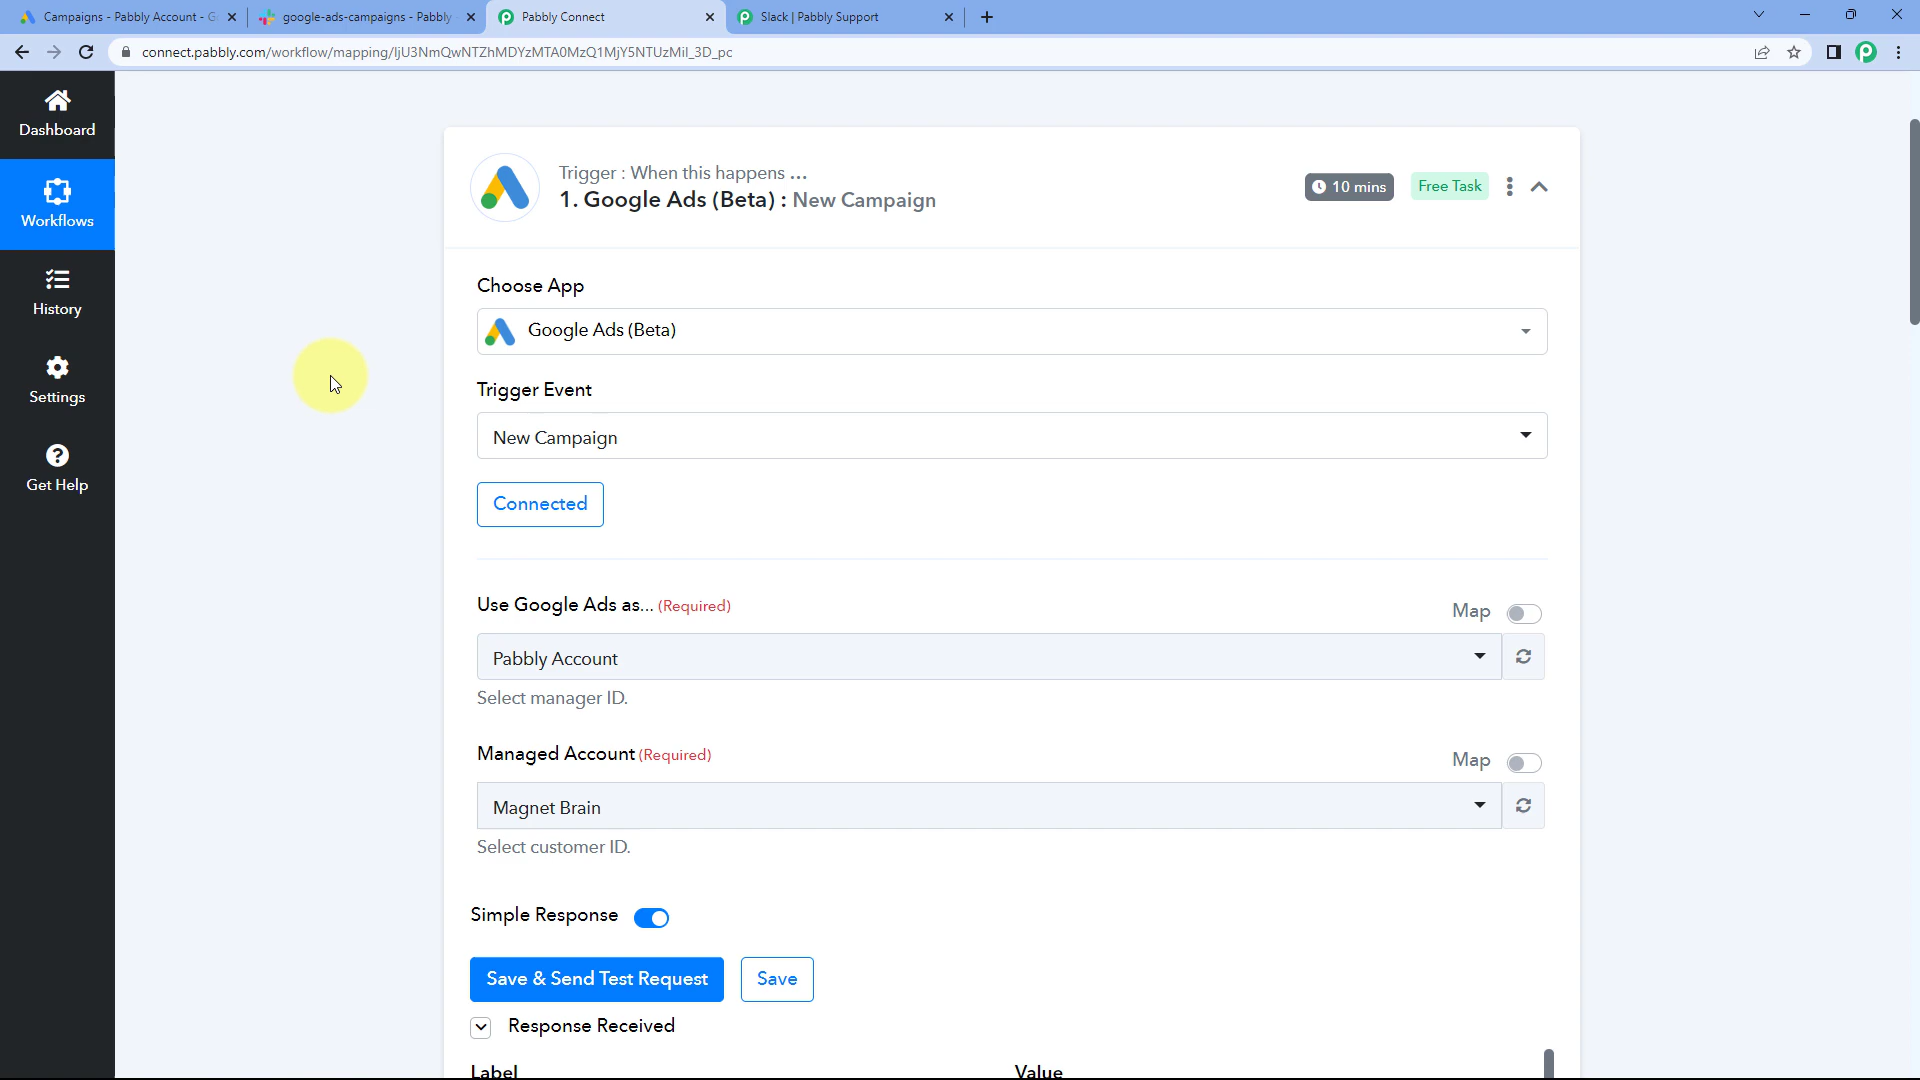 Campaigns - Pabbly Account - G
google-ads-campaigns - Pabbly
Pabbly Connect
Slack | Pabbly Support
connect.pabbly.com/workflow/mapping/IjU3NmQwNTZhMDYzMTA0MzQ1MjY5NTUzMiI_3D_pc
Dashboard
Workflows
History
Settings
Get Help
Trigger : When this happens ...
1. Google Ads (Beta) : New Campaign
10 mins
Free Task
Choose App
Google Ads (Beta)
Trigger Event
New Campaign
Connected
Use Google Ads as... (Required)
Map
Pabbly Account
Select manager ID.
Managed Account (Required)
Map
Magnet Brain
Select customer ID.
Simple Response
Save & Send Test Request
Save
Response Received
Label
Value